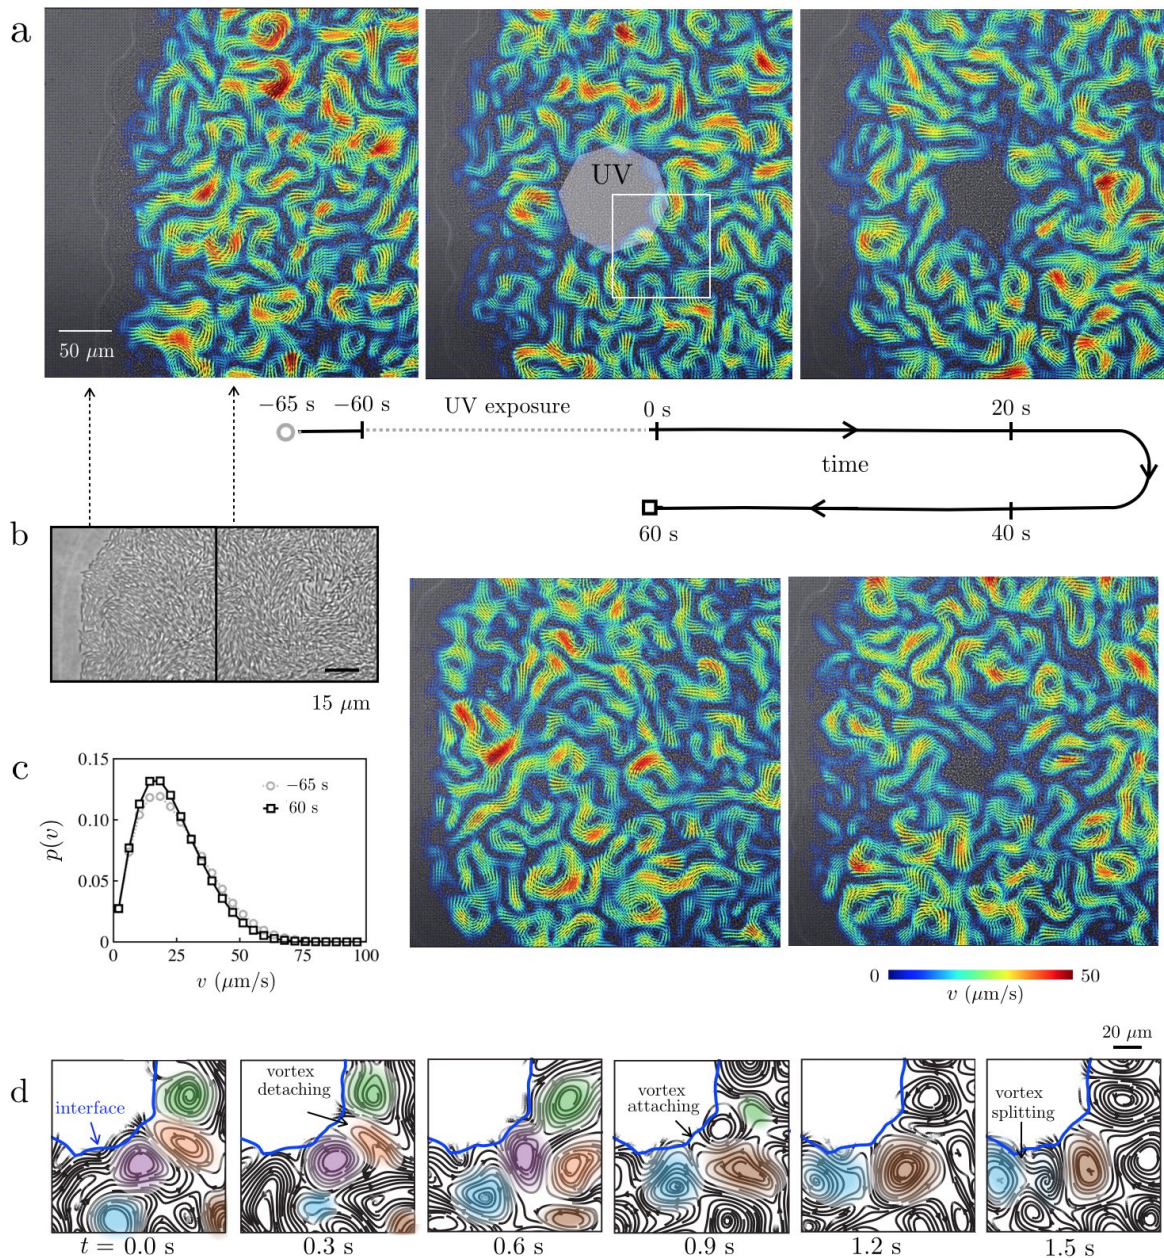 a
UV
50 μm
−65 s
−60 s
UV exposure
0 s
20 s
time
60 s
40 s
b
15 μm
c
0.15
0.10
0.05
0
p(v)
−65 s
60 s
0 25 50 75 100
v (μm/s)
0 50
v (μm/s)
20 μm
d
interface
vortex
detaching
vortex
attaching
vortex
splitting
t = 0.0 s
0.3 s
0.6 s
0.9 s
1.2 s
1.5 s